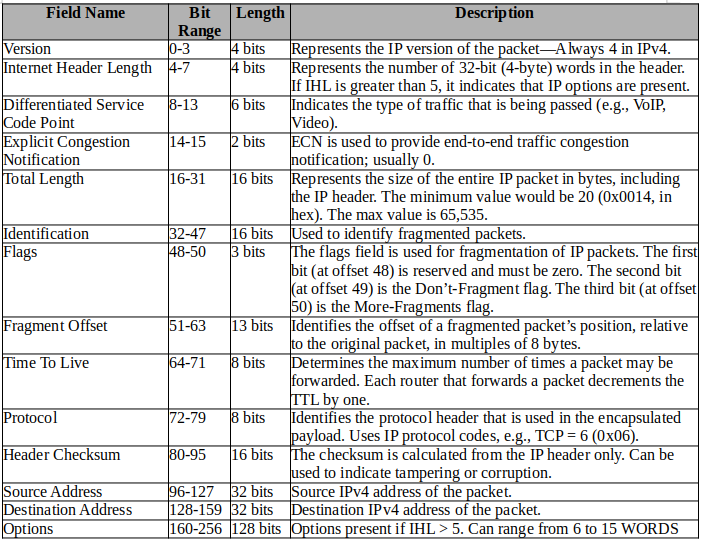 Field Name Bit Range Length Description
Version 0-3 4 bits Represents the IP version of the packet—Always 4 in IPv4.
Internet Header Length 4-7 4 bits Represents the number of 32-bit (4-byte) words in the header.
If IHL is greater than 5, it indicates that IP options are present.
Differentiated Service Code Point 8-13 6 bits Indicates the type of traffic that is being passed (e.g., VoIP,
Video).
Explicit Congestion Notification 14-15 2 bits ECN is used to provide end-to-end traffic congestion
notification; usually 0.
Total Length 16-31 16 bits Represents the size of the entire IP packet in bytes, including
the IP header. The minimum value would be 20 (0x0014, in
hex). The max value is 65,535.
Identification 32-47 16 bits Used to identify fragmented packets.
Flags 48-50 3 bits The flags field is used for fragmentation of IP packets. The first
bit (at offset 48) is reserved and must be zero. The second bit
(at offset 49) is the Don’t-Fragment flag. The third bit (at offset
50) is the More-Fragments flag.
Fragment Offset 51-63 13 bits Identifies the offset of a fragmented packet’s position, relative
to the original packet, in multiples of 8 bytes.
Time To Live 64-71 8 bits Determines the maximum number of times a packet may be
forwarded. Each router that forwards a packet decrements the
TTL by one.
Protocol 72-79 8 bits Identifies the protocol header that is used in the encapsulated
payload. Uses IP protocol codes, e.g., TCP = 6 (0x06).
Header Checksum 80-95 16 bits The checksum is calculated from the IP header only. Can be
used to indicate tampering or corruption.
Source Address 96-127 32 bits Source IPv4 address of the packet.
Destination Address 128-159 32 bits Destination IPv4 address of the packet.
Options 160-256 128 bits Options present if IHL > 5. Can range from 6 to 15 WORDS